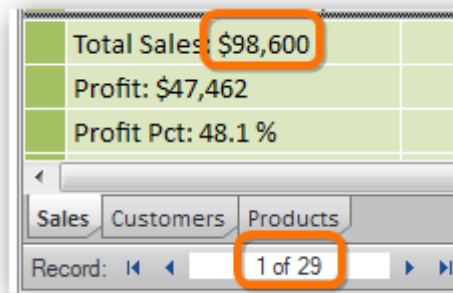 Total Sales: $98,600
Profit: $47,462
Profit Pct: 48.1 %
Sales Customers Products
Record: 1 of 29